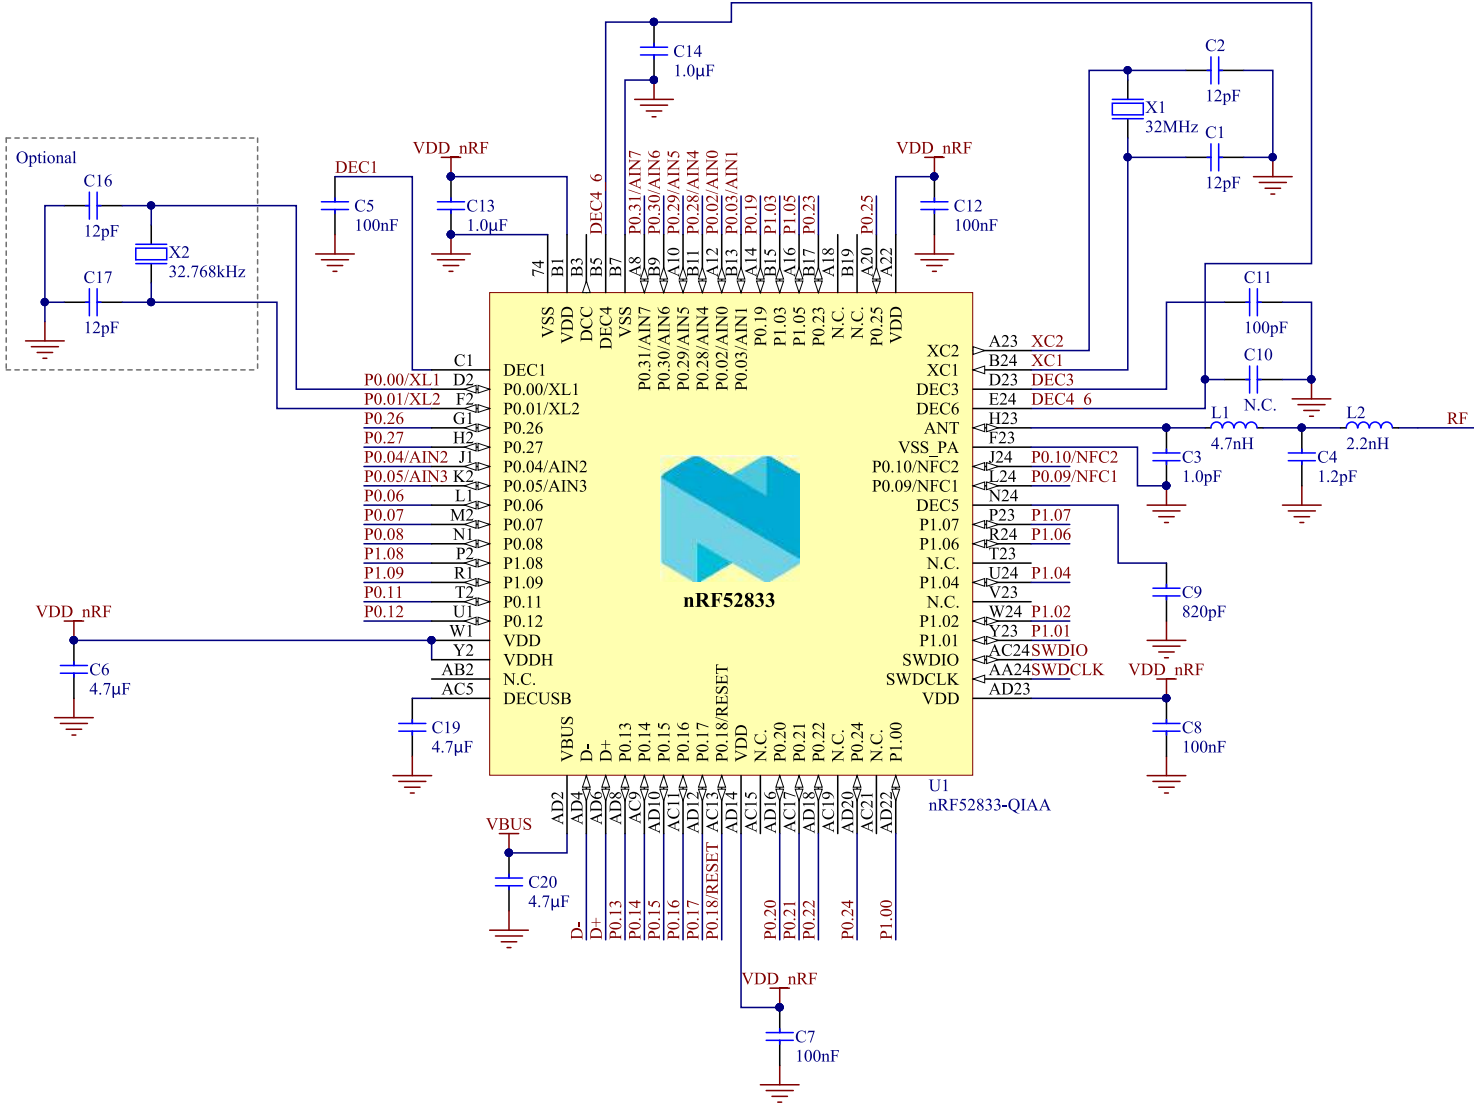 C14
1.0µF
C2
12pF
X1
32MHz
C1
12pF
Optional
C16
12pF
X2
32.768kHz
C17
12pF
DEC1
C5
100nF
VDD_nRF
C13
1.0µF
DEC4_6
P0.31/AIN7
P0.30/AIN6
P0.29/AIN5
P0.28/AIN4
P0.02/AIN0
P0.03/AIN1
P0.19
P1.03
P1.05
P0.23
P0.25
VDD_nRF
C12
100nF
74
B1
B3
B5
B7
A8
B9
A10
B11
A12
B13
A14
B15
A16
B17
A18
B19
A20
A22
VSS
VDD
DCC
DEC4
VSS
P0.31/AIN7
P0.30/AIN6
P0.29/AIN5
P0.28/AIN4
P0.02/AIN0
P0.03/AIN1
P0.19
P1.03
P1.05
P0.23
N.C.
N.C.
P0.25
VDD
C11
100pF
C10
N.C.
C1 DEC1
P0.00/XL1 D2 P0.00/XL1
P0.01/XL2 F2 P0.01/XL2
P0.26 G1 P0.26
P0.27 H2 P0.27
P0.04/AIN2 J1 P0.04/AIN2
P0.05/AIN3 K2 P0.05/AIN3
P0.06 L1 P0.06
P0.07 M2 P0.07
P0.08 N1 P0.08
P1.08 P2 P1.08
P1.09 R1 P1.09
P0.11 T2 P0.11
P0.12 U1 P0.12
W1 VDD
Y2 VDDH
AB2 N.C.
AC5 DECUSB
XC2 A23 XC2
XC1 B24 XC1
DEC3 D23 DEC3
DEC6 E24 DEC4_6
ANT H23
VSS_PA F23
P0.10/NFC2 J24 P0.10/NFC2
P0.09/NFC1 L24 P0.09/NFC1
DEC5 N24
P1.07 P23 P1.07
P1.06 R24 P1.06
N.C. T23
P1.04 U24 P1.04
N.C. V23
P1.02 W24 P1.02
P1.01 Y23 P1.01
SWDIO AC24 SWDIO
SWDCLK AA24 SWDCLK
VDD AD23
L1
4.7nH
L2
2.2nH
RF
C3
1.0pF
C4
1.2pF
C9
820pF
VDD_nRF
C8
100nF
nRF52833
VDD_nRF
C6
4.7µF
C19
4.7µF
VBUS
D-
D+
P0.13
P0.14
P0.15
P0.16
P0.17
P0.18/RESET
VDD
N.C.
P0.20
P0.21
P0.22
N.C.
P0.24
N.C.
P1.00
U1
nRF52833-QIAA
AD2
AD4
AD6
AD8
AC9
AD10
AC11
AD12
AC13
AD14
AC15
AD16
AC17
AD18
AC19
AD20
AC21
AD22
VBUS
C20
4.7µF
D-
D+
P0.13
P0.14
P0.15
P0.16
P0.17
P0.18/RESET
P0.20
P0.21
P0.22
P0.24
P1.00
VDD_nRF
C7
100nF